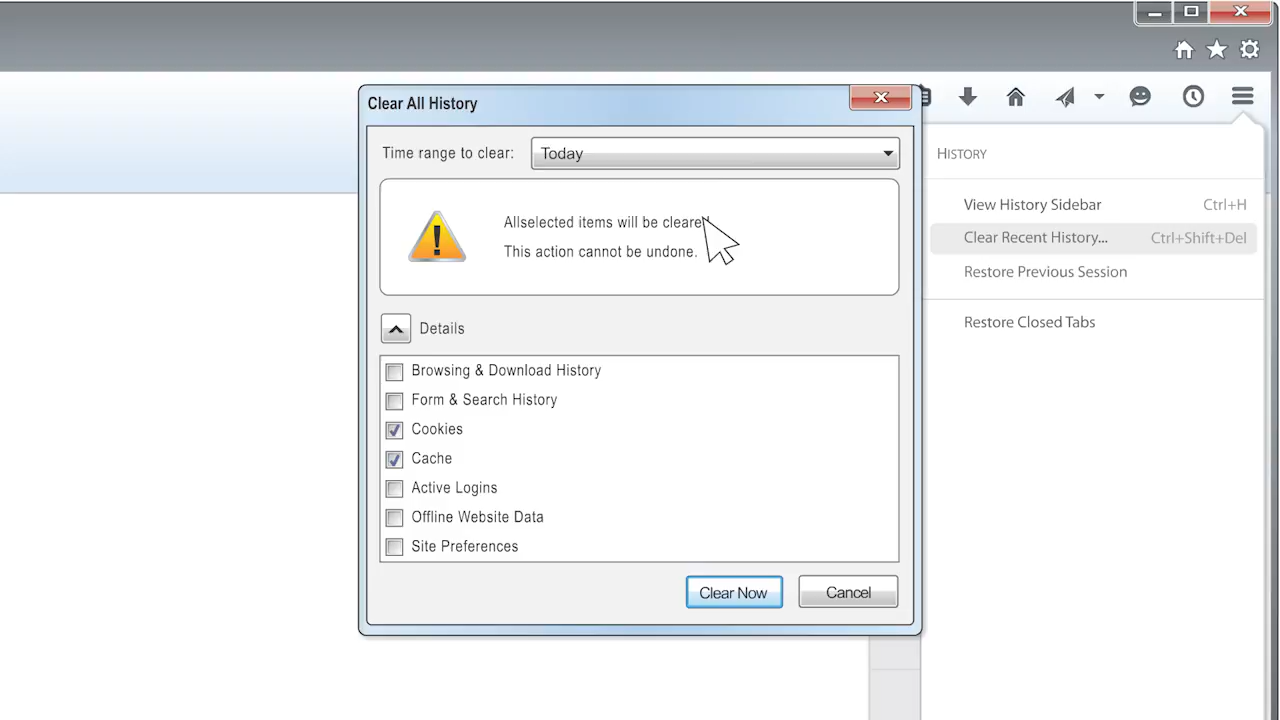 Clear All History
Time range to clear: Today
Allselected items will be cleare
This action cannot be undone.
Details
Browsing & Download History
Form & Search History
Cookies
Cache
Active Logins
Offline Website Data
Site Preferences
Clear Now Cancel
HISTORY
View History Sidebar Ctrl+H
Clear Recent History... Ctrl+Shift+Del
Restore Previous Session
Restore Closed Tabs